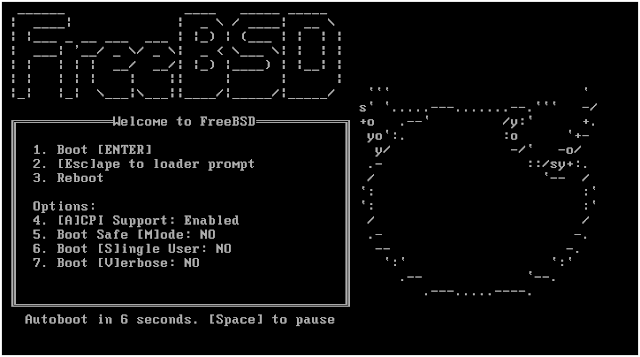 FreeBSD
Welcome to FreeBSD
1. Boot [ENTER]
2. [Esc]ape to loader prompt
3. Reboot
Options:
4. [A]CPI Support: Enabled
5. Boot Safe [M]ode: NO
6. Boot [S]ingle User: NO
7. Boot [V]erbose: NO
Autoboot in 6 seconds. [Space] to pause